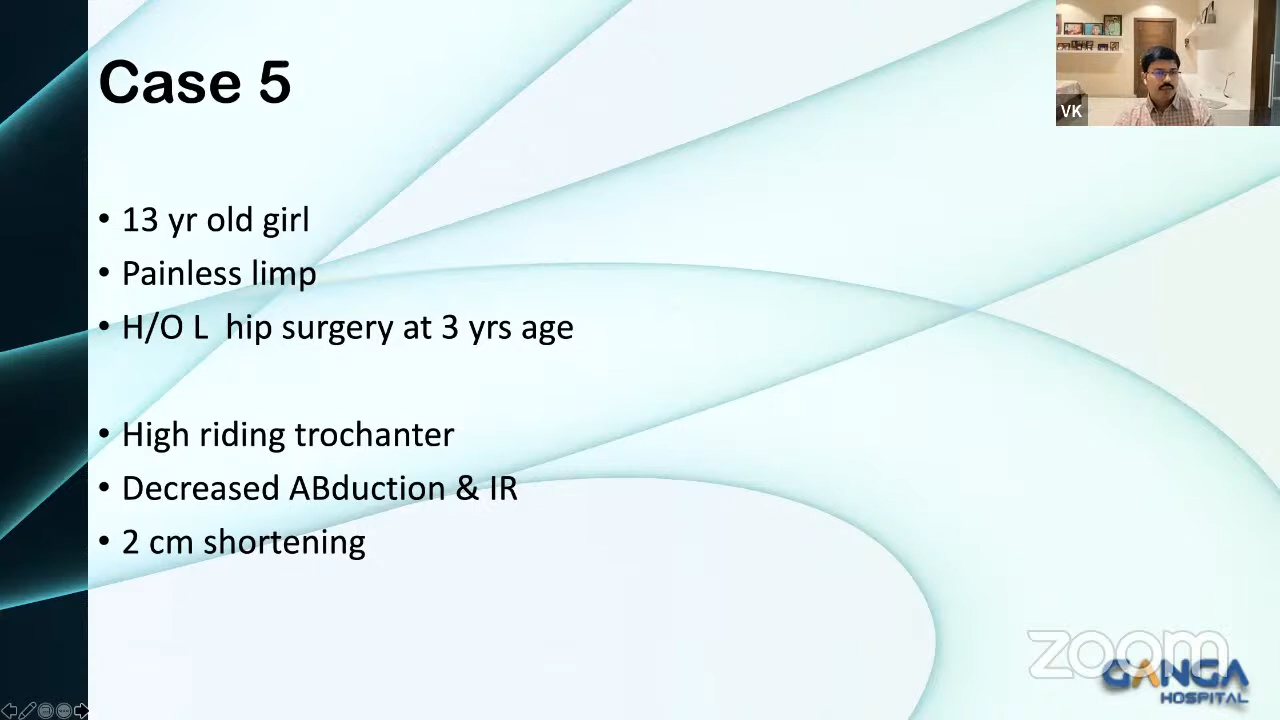 Case 5
VK
• 13 yr old girl
• Painless limp
• H/O L  hip surgery at 3 yrs age
• High riding trochanter
• Decreased ABduction & IR
• 2 cm shortening
zoom
GANGA
HOSPITAL